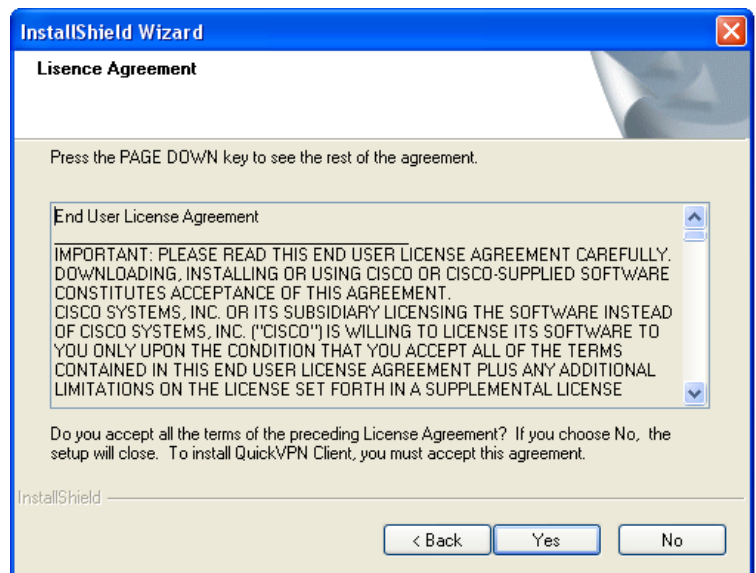 InstallShield Wizard
Lisence Agreement
Press the PAGE DOWN key to see the rest of the agreement.
End User License Agreement
IMPORTANT: PLEASE READ THIS END USER LICENSE AGREEMENT CAREFULLY.
DOWNLOADING, INSTALLING OR USING CISCO OR CISCO-SUPPLIED SOFTWARE
CONSTITUTES ACCEPTANCE OF THIS AGREEMENT.
CISCO SYSTEMS, INC. OR ITS SUBSIDIARY LICENSING THE SOFTWARE INSTEAD
OF CISCO SYSTEMS, INC. ("CISCO") IS WILLING TO LICENSE ITS SOFTWARE TO
YOU ONLY UPON THE CONDITION THAT YOU ACCEPT ALL OF THE TERMS
CONTAINED IN THIS END USER LICENSE AGREEMENT PLUS ANY ADDITIONAL
LIMITATIONS ON THE LICENSE SET FORTH IN A SUPPLEMENTAL LICENSE
Do you accept all the terms of the preceding License Agreement? If you choose No, the
setup will close. To install QuickVPN Client, you must accept this agreement.
InstallShield
< Back Yes No